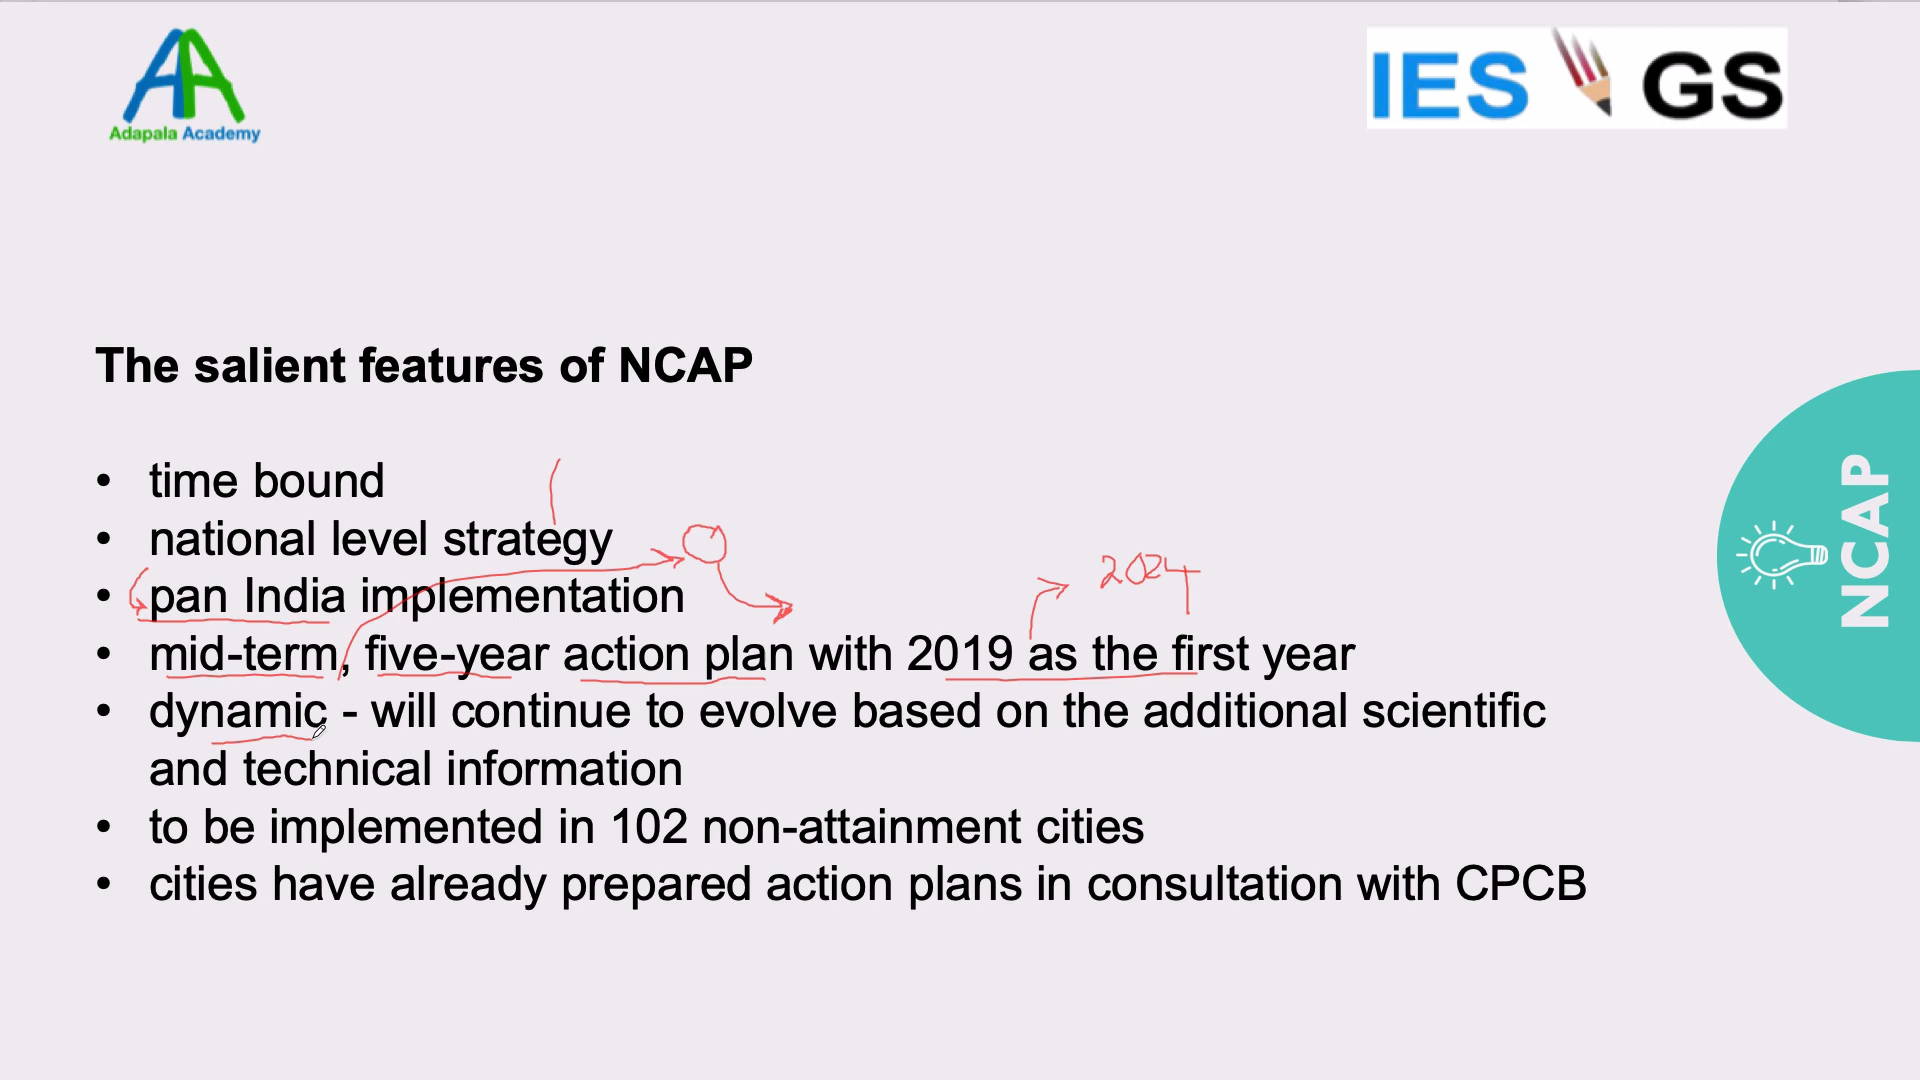 Adapala Academy
IES GS
The salient features of NCAP
• time bound
• national level strategy
• pan India implementation
2024
• mid-term, five-year action plan with 2019 as the first year
• dynamic - will continue to evolve based on the additional scientific
and technical information
• to be implemented in 102 non-attainment cities
• cities have already prepared action plans in consultation with CPCB
NCAP